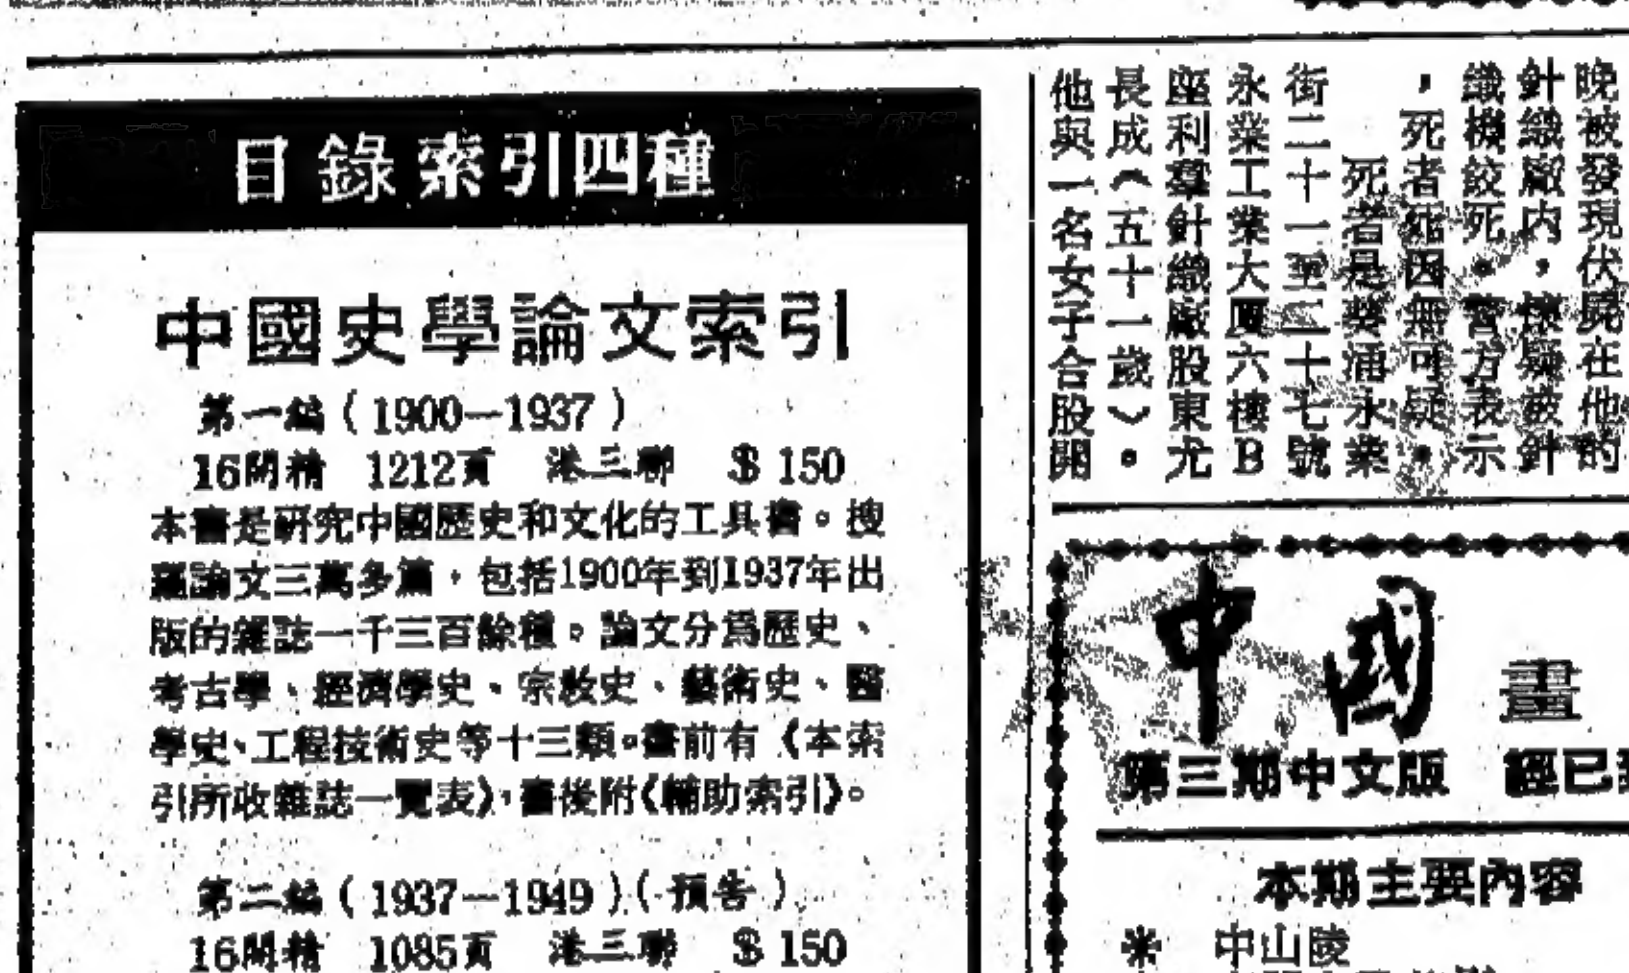 目錄索引四種
中國史學論文索引
第一編(1900—1937)
16開精 1212頁 港三聯 $150
本書是研究中國歷史和文化的工具書。搜
羅論文三萬多篇，包括1900年到1937年出
版的雜誌一千三百餘種。論文分爲歷史、
考古學、經濟學史、宗教史、藝術史、醫
學史、工程技術史等十三類。書前有《本索
引所收雜誌一覽表》，書後附《輔助索引》。
第二編(1937—1949)(預告)
16開精 1085頁 港三聯 $150
晚被發現伏屍在他的
針織廠内，懷疑被針
織機絞死。警方表示
，死者死因無可疑。
死者是葵涌永業
街二十一至二十七號
永業工業大厦六樓B
座利羣針織廠股東尤
長成（五十一歲）。
他與一名女子合股開
中國畫
第三期中文版 經已
本期主要内容
＊ 中山陵